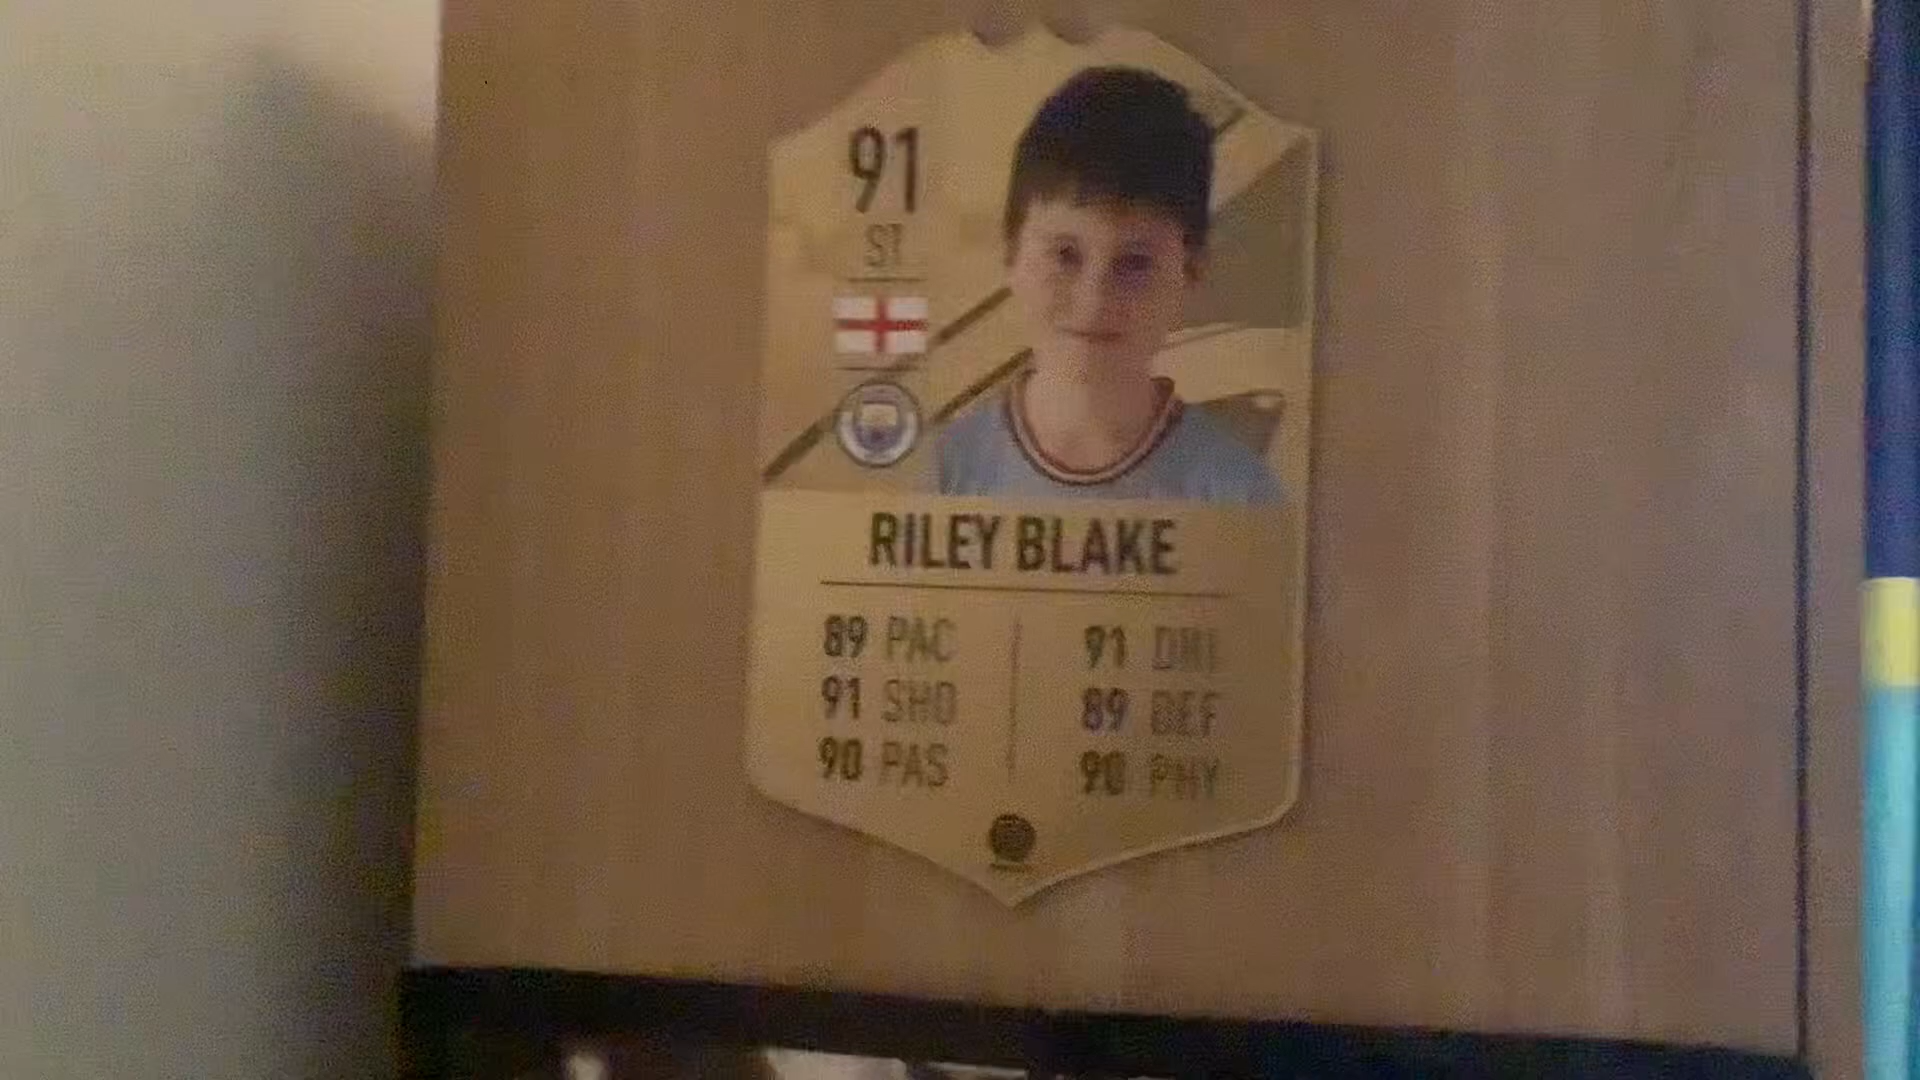 91
ST
RILEY BLAKE
89 PAC
91 SHO
90 PAS
91 DRI
89 DEF
90 PHY